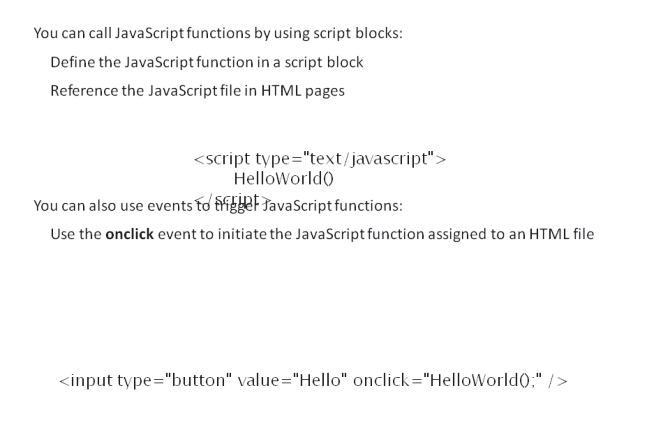 You can call JavaScript functions by using script blocks:
Define the JavaScript function in a script block
Reference the JavaScript file in HTML pages
<script type="text/javascript">
HelloWorld()
</script>
You can also use events to trigger JavaScript functions:
Use the onclick event to initiate the JavaScript function assigned to an HTML file
<input type="button" value="Hello" onclick="HelloWorld();" />